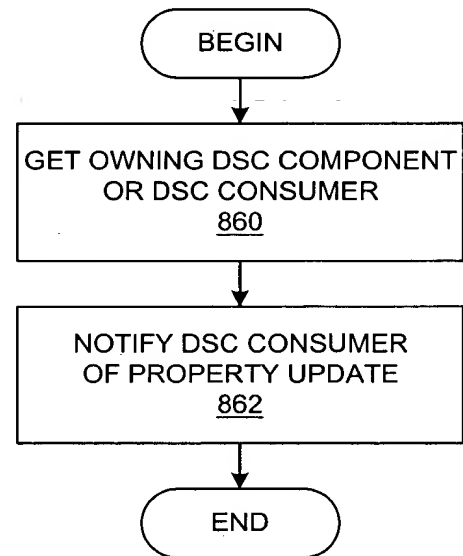 BEGIN
GET OWNING DSC COMPONENT
OR DSC CONSUMER
860
NOTIFY DSC CONSUMER
OF PROPERTY UPDATE
862
END